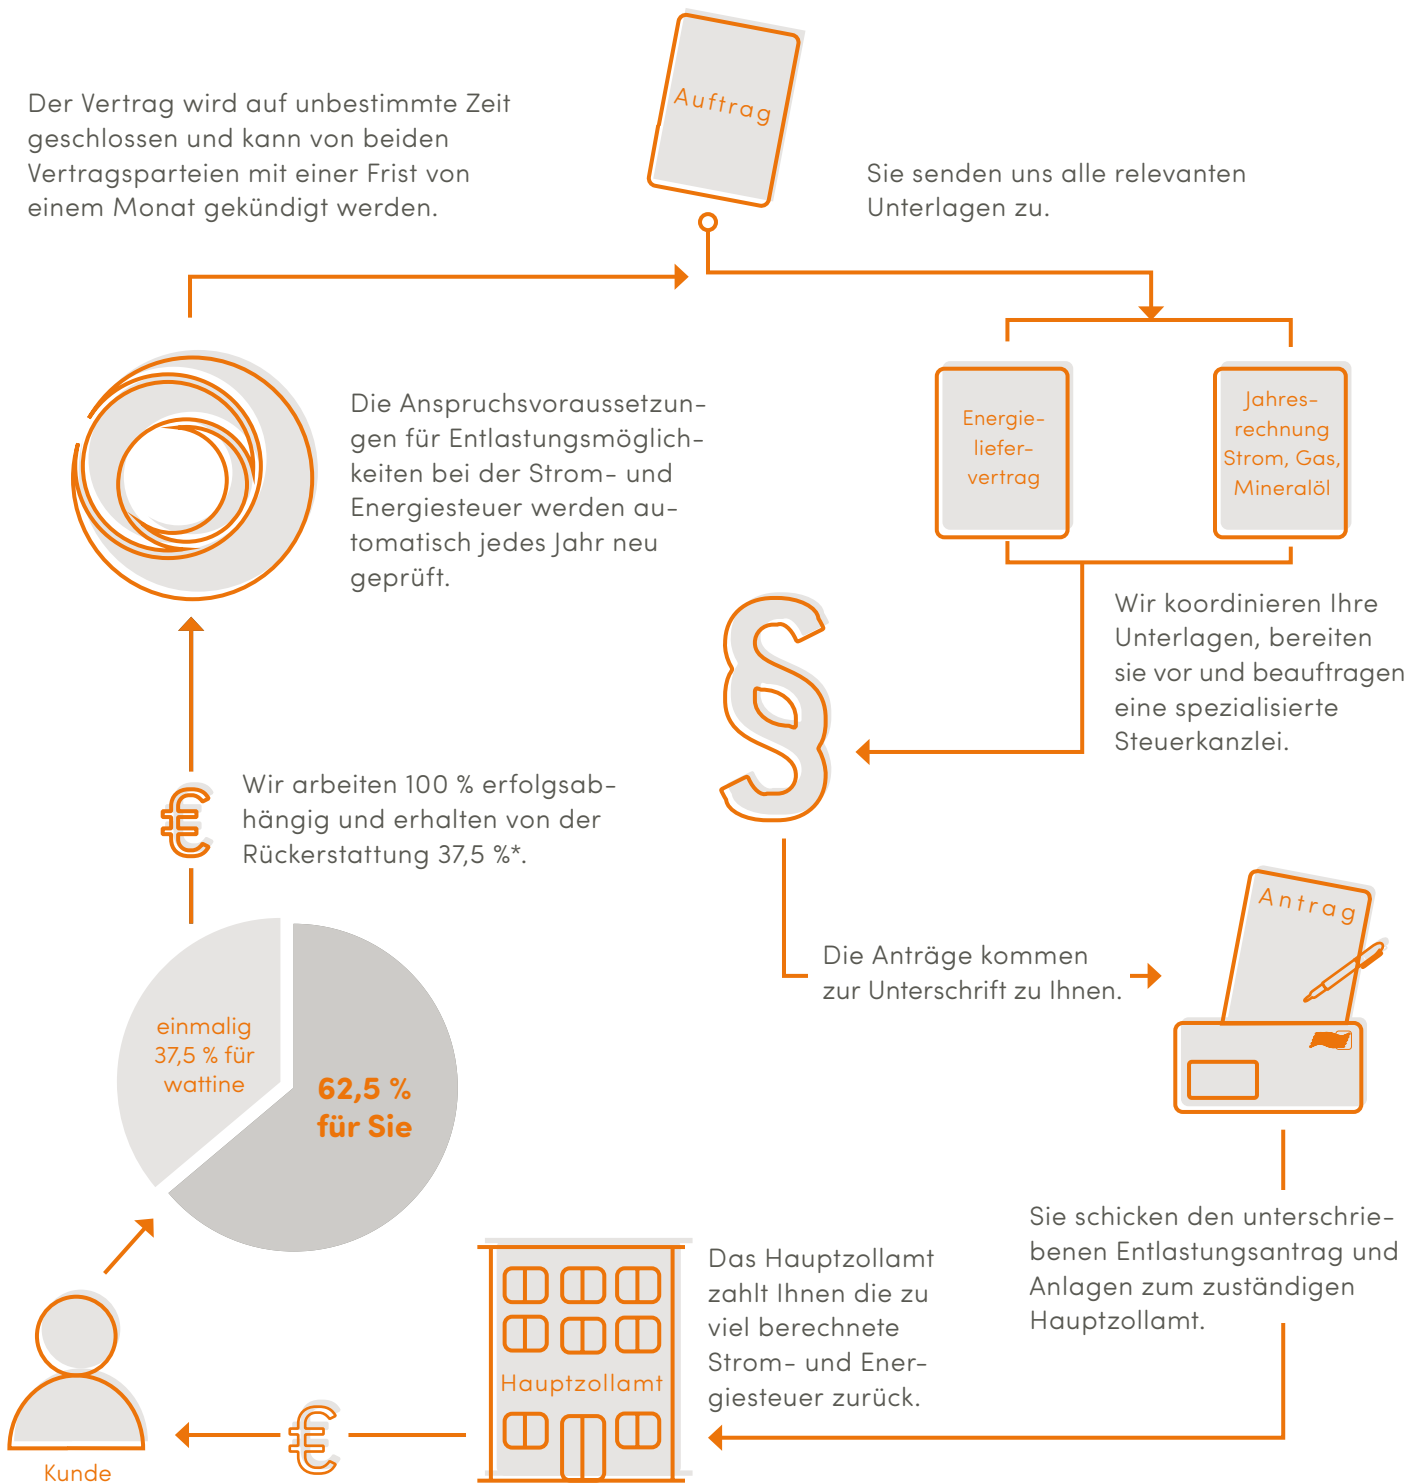 Auftrag
Der Vertrag wird auf unbestimmte Zeit
geschlossen und kann von beiden
Vertragsparteien mit einer Frist von
einem Monat gekündigt werden.
Sie senden uns alle relevanten
Unterlagen zu.
Energie-
liefer-
vertrag
Jahres-
rechnung
Strom, Gas,
Mineralöl
Die Anspruchsvoraussetzun-
gen für Entlastungsmöglich-
keiten bei der Strom- und
Energiesteuer werden au-
tomatisch jedes Jahr neu
geprüft.
Wir koordinieren Ihre
Unterlagen, bereiten
sie vor und beauftragen
eine spezialisierte
Steuerkanzlei.
§
€
Wir arbeiten 100 % erfolgsab-
hängig und erhalten von der
Rückerstattung 37,5 %*.
Die Anträge kommen
zur Unterschrift zu Ihnen.
Antrag
einmalig
37,5 % für
wattine
62,5 %
für Sie
Sie schicken den unterschrie-
benen Entlastungsantrag und
Anlagen zum zuständigen
Hauptzollamt.
Das Hauptzollamt
zahlt Ihnen die zu
viel berechnete
Strom- und Ener-
giesteuer zurück.
Hauptzollamt
€
Kunde